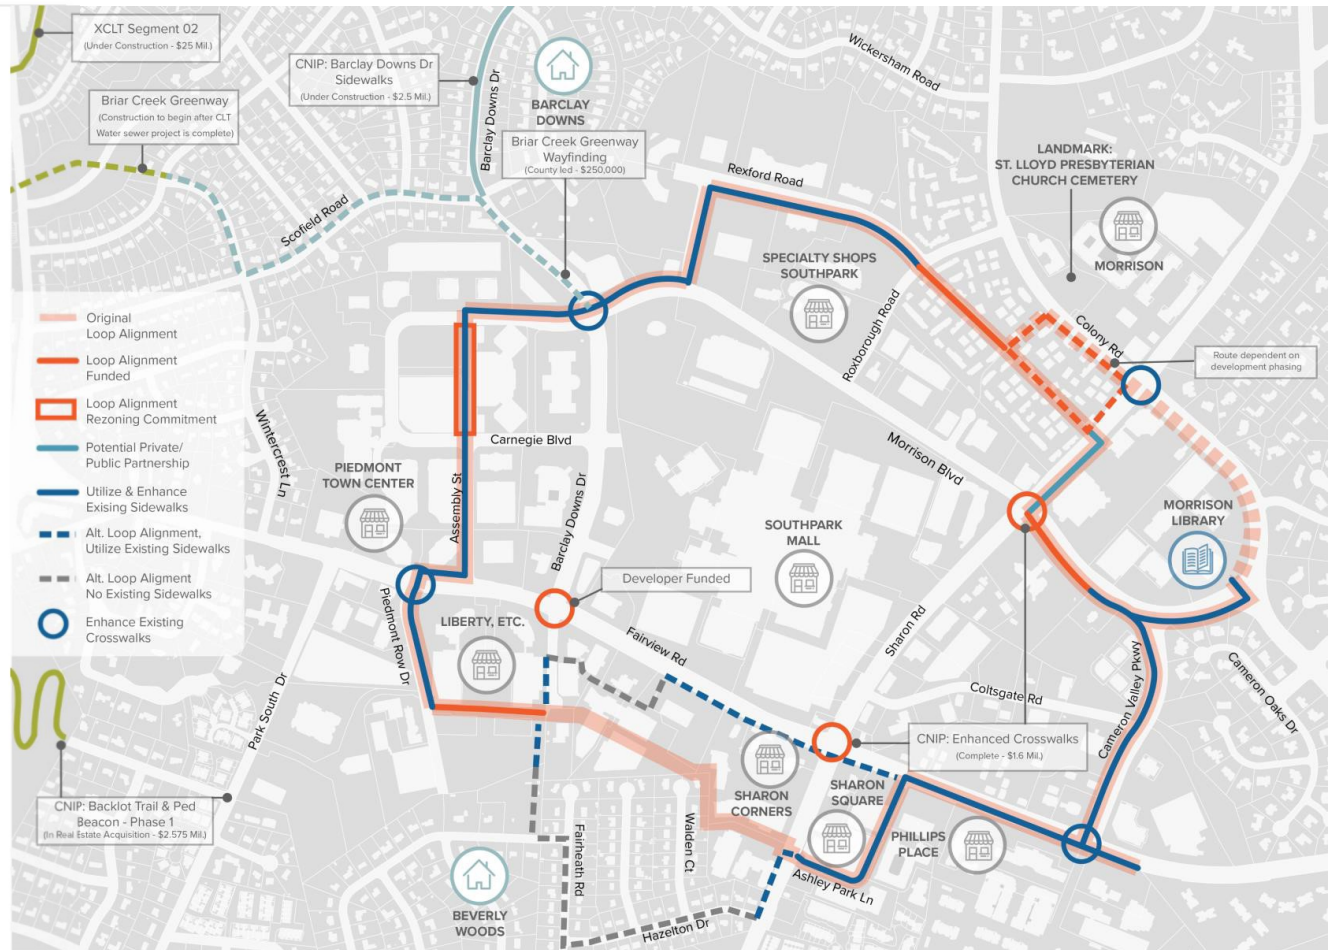 XCLT Segment 02
(Under Construction - $25 Mil.)
CNIP: Barclay Downs Dr
Sidewalks
(Under Construction - $2.5 Mil.)
Briar Creek Greenway
(Construction to begin after CLT
Water sewer project is complete)
BARCLAY
DOWNS
Barclay Downs Dr
Briar Creek Greenway
Wayfinding
(County led - $250,000)
Wickersham Road
Rexford Road
LANDMARK:
ST. LLOYD PRESBYTERIAN
CHURCH CEMETERY
MORRISON
Scofield Road
SPECIALTY SHOPS
SOUTHPARK
Roxborough Road
Colony Rd
Route dependent on
development phasing
Original
Loop Alignment
Loop Alignment
Funded
Loop Alignment
Rezoning Commitment
Potential Private/
Public Partnership
Utilize & Enhance
Exising Sidewalks
Alt. Loop Alignment,
Utilize Existing Sidewalks
Alt. Loop Aligment
No Existing Sidewalks
Enhance Existing
Crosswalks
Wintercrest Ln
Carnegie Blvd
Morrison Blvd
PIEDMONT
TOWN CENTER
Assembly St
Barclay Downs Dr
SOUTHPARK
MALL
MORRISON
LIBRARY
Developer Funded
Piedmont Row Dr
LIBERTY, ETC.
Fairview Rd
Sharon Rd
Coltsgate Rd
Cameron Valley Pkwy
Cameron Oaks Dr
Park South Dr
CNIP: Enhanced Crosswalks
(Complete - $1.6 Mil.)
SHARON
CORNERS
SHARON
SQUARE
PHILLIPS
PLACE
CNIP: Backlot Trail & Ped
Beacon - Phase 1
(In Real Estate Acquisition - $2.575 Mil.)
Fairheath Rd
Walden Ct
Ashley Park Ln
BEVERLY
WOODS
Hazelton Dr